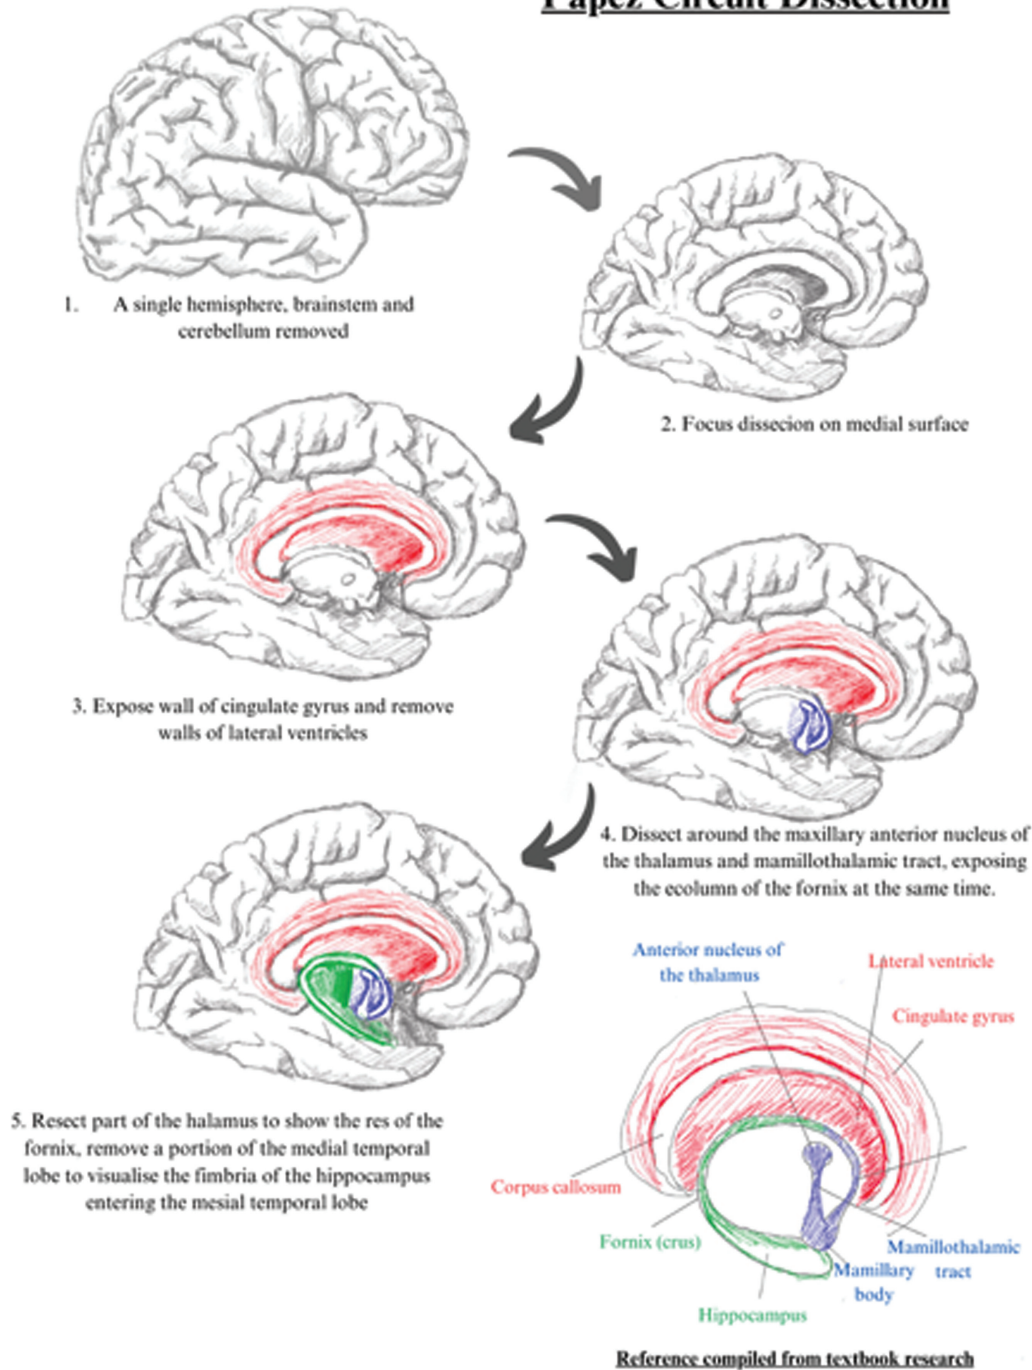 Papez Circuit Dissection
1. A single hemisphere, brainstem and
cerebellum removed
2. Focus dissecion on medial surface
3. Expose wall of cingulate gyrus and remove
walls of lateral ventricles
4. Dissect around the maxillary anterior nucleus of
the thalamus and mamillothalamic tract, exposing
the ecolumn of the fornix at the same time.
5. Resect part of the halamus to show the res of the
fornix, remove a portion of the medial temporal
lobe to visualise the fimbria of the hippocampus
entering the mesial temporal lobe
Anterior nucleus of
the thalamus
Lateral ventricle
Cingulate gyrus
Corpus callosum
Fornix (crus)
Mamillothalamic
tract
Mamillary
body
Hippocampus
Reference compiled from textbook research